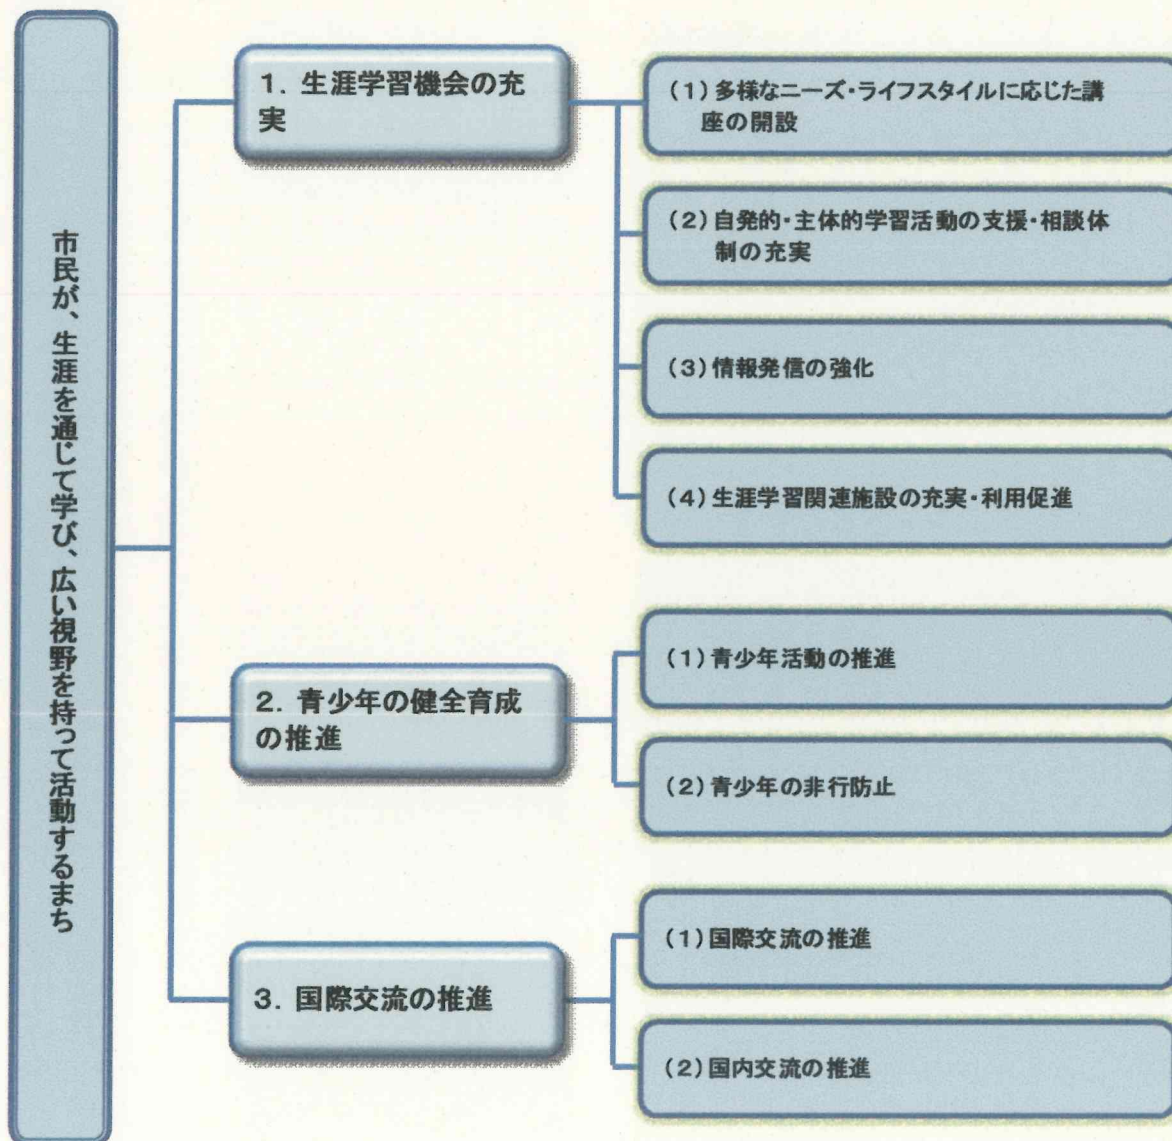 市民が、生涯を通じて学び、広い視野を持って活動するまち
1. 生涯学習機会の充
実
(1)多様なニーズ・ライフスタイルに応じた講
座の開設
(2)自発的・主体的学習活動の支援・相談体
制の充実
(3)情報発信の強化
(4)生涯学習関連施設の充実・利用促進
2. 青少年の健全育成
の推進
(1)青少年活動の推進
(2)青少年の非行防止
3. 国際交流の推進
(1)国際交流の推進
(2)国内交流の推進